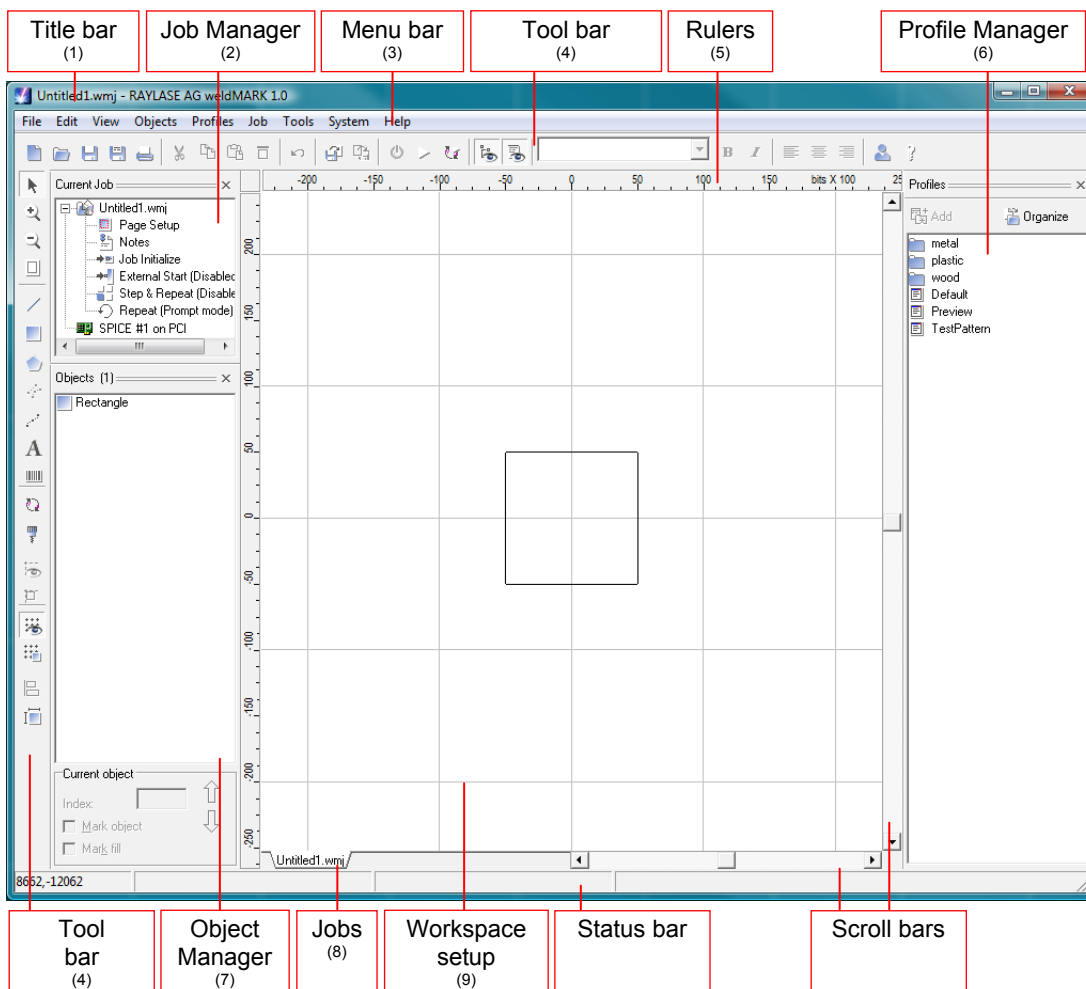 Title bar
(1)
Job Manager
(2)
Menu bar
(3)
Tool bar
(4)
Rulers
(5)
Profile Manager
(6)
Untitled1.wmj - RAYLASE AG weldMARK 1.0
File Edit View Objects Profiles Job Tools System Help
B I
?
Current Job
Untitled1.wmj
Page Setup
Notes
Job Initialize
External Start (Disabled
Step & Repeat (Disable
Repeat (Prompt mode)
SPICE #1 on PCI
Objects (1)
Rectangle
A
Current object
Index:
Mark object
Mark fill
-200 -150 -100 -50 0 50 100 150 bits X 100 25
200
150
100
50
0
-50
-100
-150
-200
-250
Untitled1.wmj
Profiles
Add Organize
metal
plastic
wood
Default
Preview
TestPattern
8662,-12062
Tool
bar
(4)
Object
Manager
(7)
Jobs
(8)
Workspace
setup
(9)
Status bar
Scroll bars